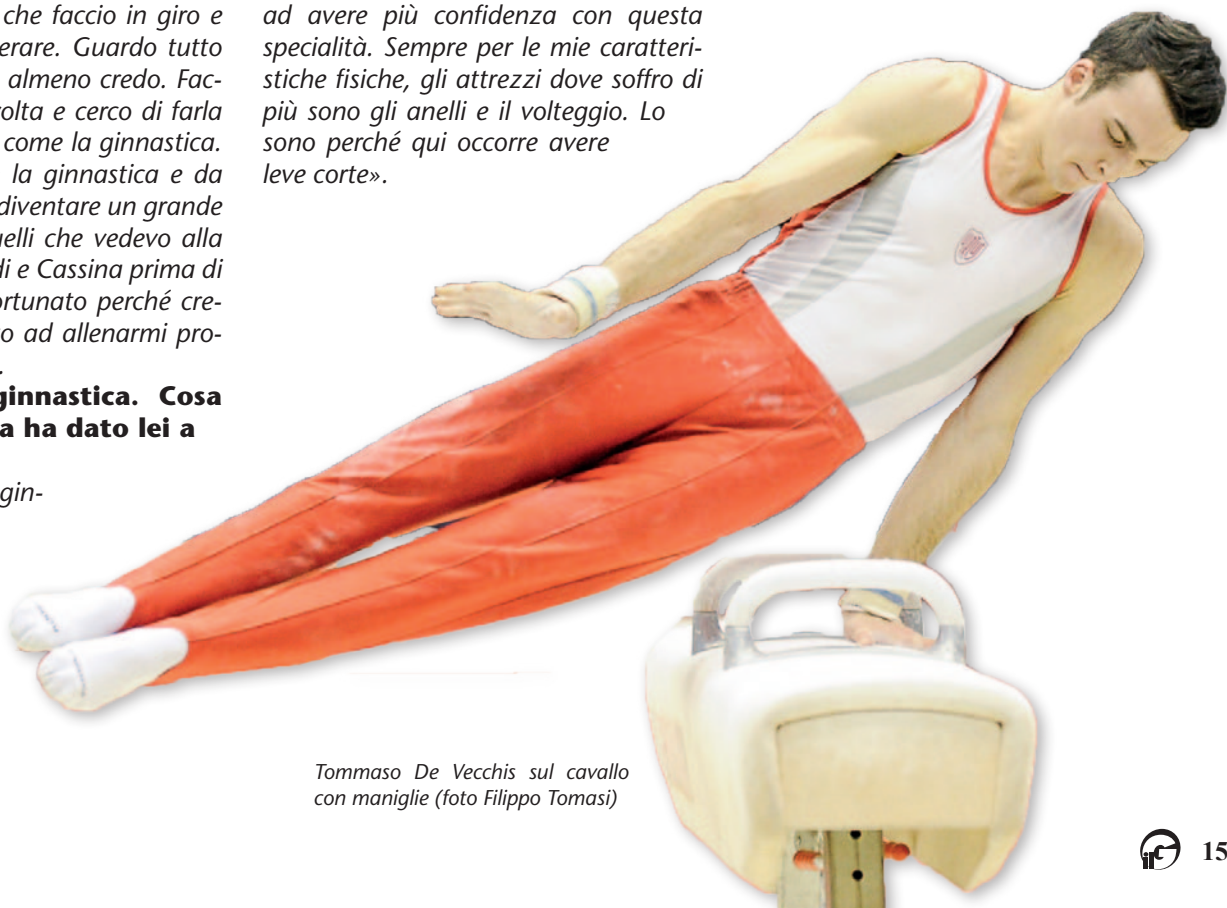 che faccio in giro e
erare. Guardo tutto
almeno credo. Fac-
olta e cerco di farla
come la ginnastica.
la ginnastica e da
diventare un grande
elli che vedevo alla
di e Cassina prima di
ortunato perché cre-
o ad allenarmi pro-
ginnastica. Cosa
a ha dato lei a
gin-
ad avere più confidenza con questa
specialità. Sempre per le mie caratteri-
stiche fisiche, gli attrezzi dove soffro di
più sono gli anelli e il volteggio. Lo
sono perché qui occorre avere
leve corte».
Tommaso De Vecchis sul cavallo
con maniglie (foto Filippo Tomasi)
ilG 15